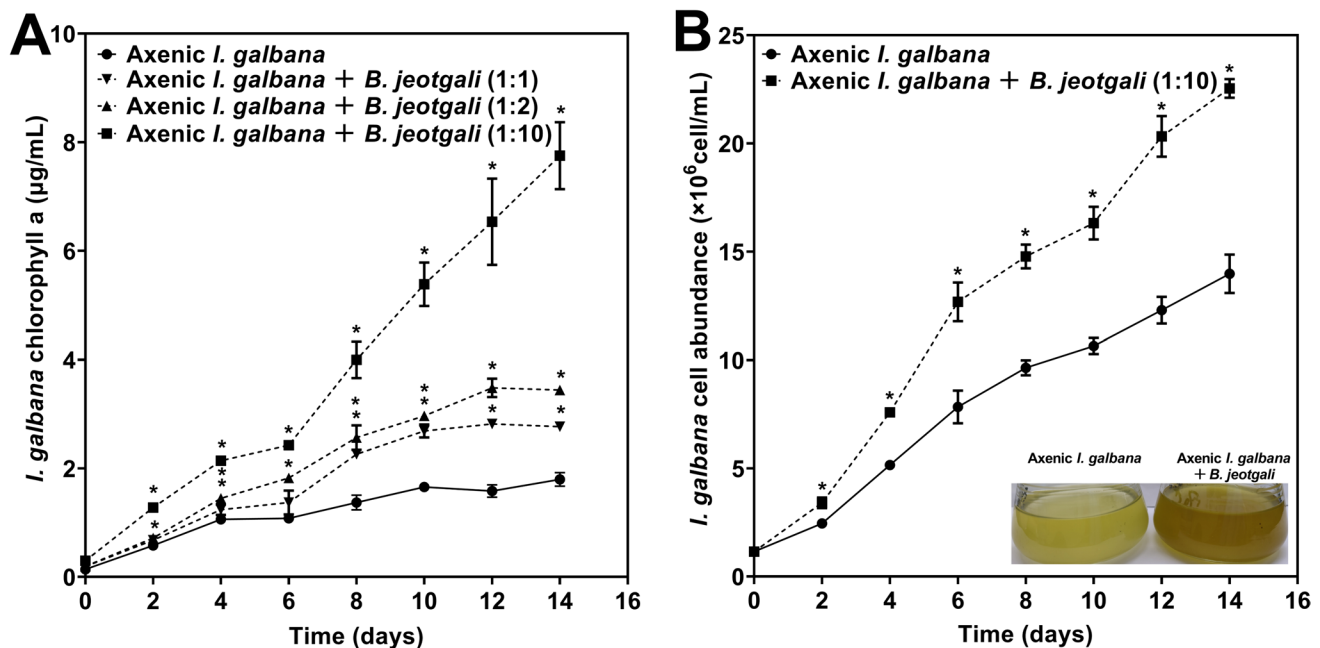 A
I. galbana chlorophyll a (µg/mL)
10
8
6
4
2
0
Axenic I. galbana
Axenic I. galbana + B. jeotgali (1:1)
Axenic I. galbana + B. jeotgali (1:2)
Axenic I. galbana + B. jeotgali (1:10)
* * * * * * *
* * * * * *
* * * * *
0 2 4 6 8 10 12 14 16
Time (days)
B
I. galbana cell abundance (×10⁶cell/mL)
25
20
15
10
5
0
Axenic I. galbana
Axenic I. galbana + B. jeotgali (1:10)
* * * * * * *
Axenic I. galbana
Axenic I. galbana
+ B. jeotgali
0 2 4 6 8 10 12 14 16
Time (days)